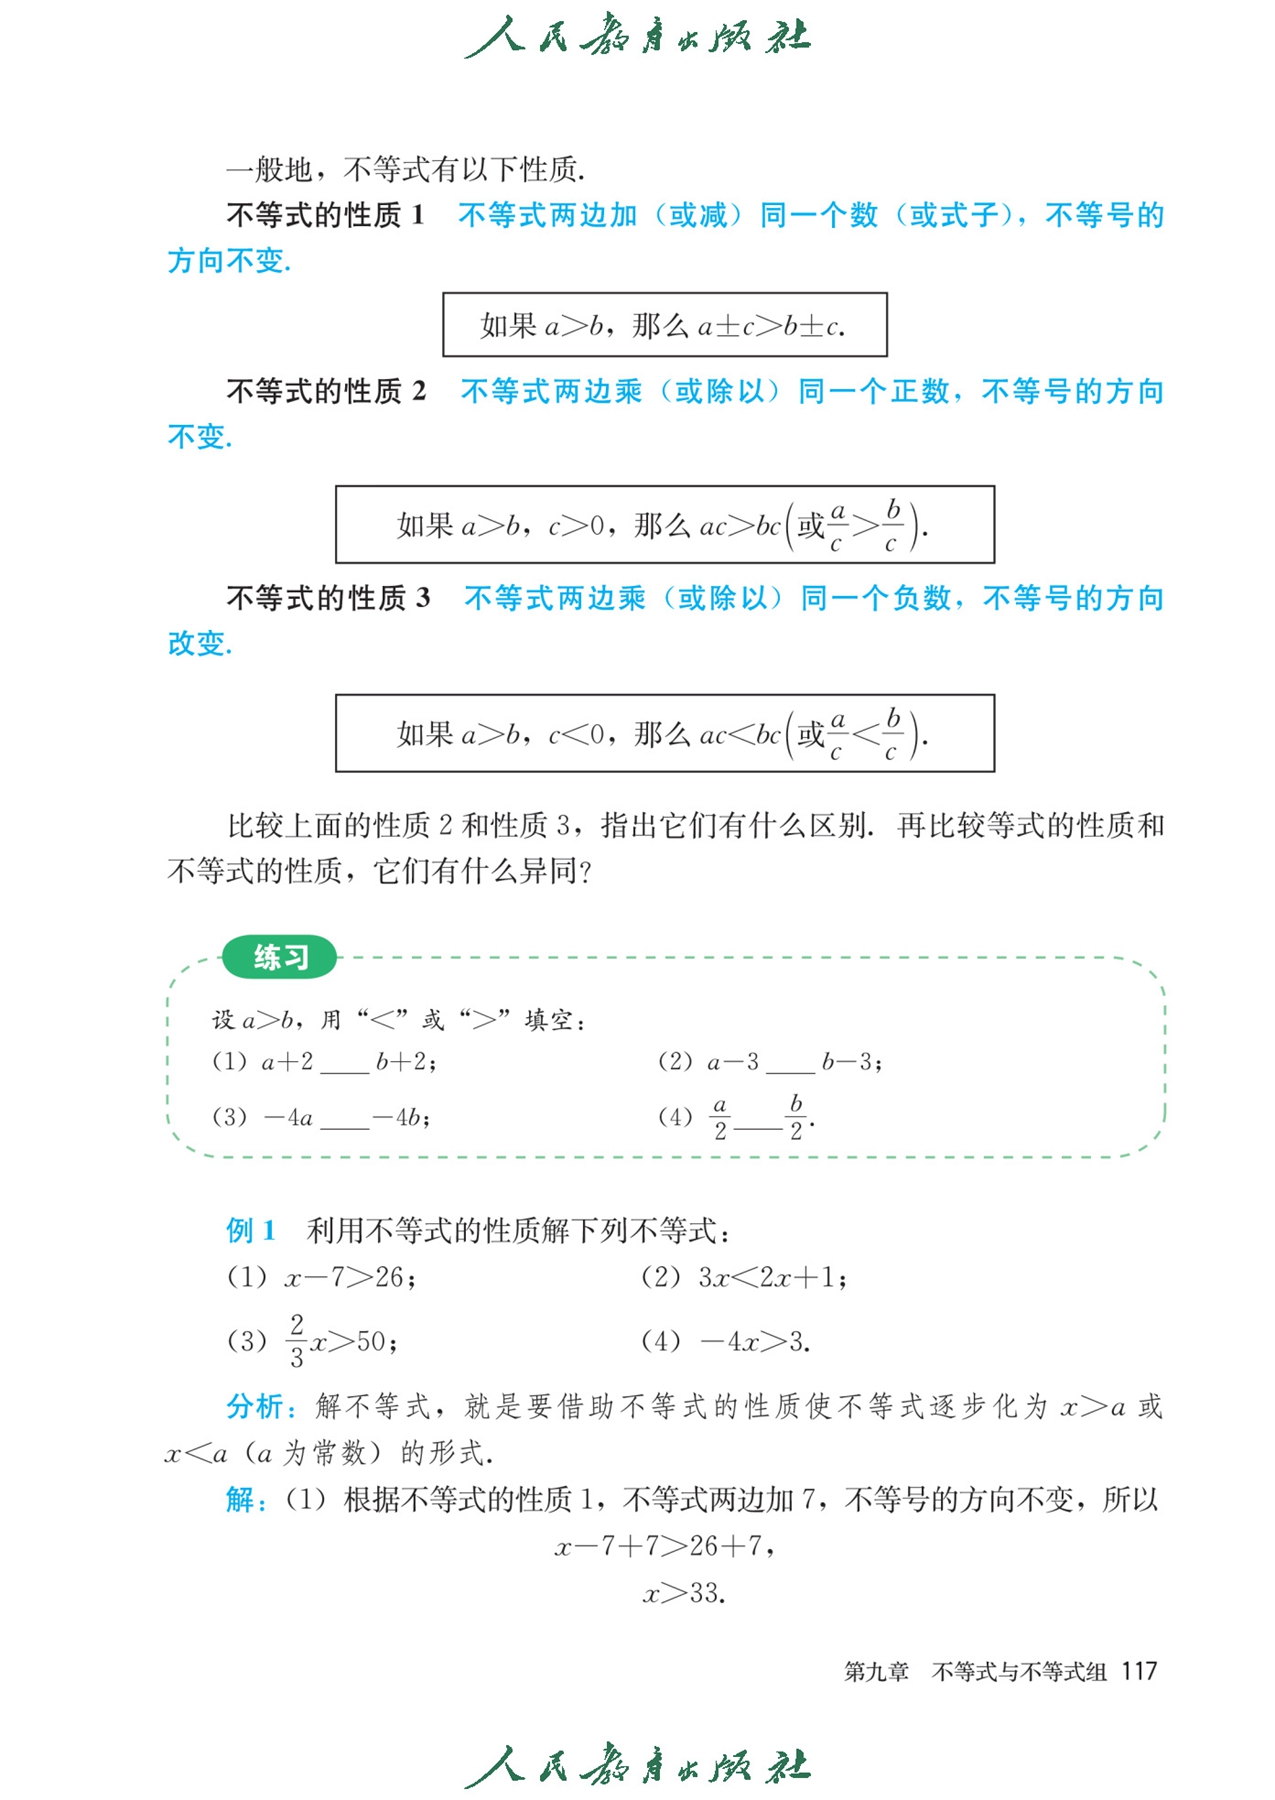 人民教育出版社
一般地，不等式有以下性质.
不等式的性质 1　不等式两边加（或减）同一个数（或式子），不等号的
方向不变.
如果 a＞b，那么 a±c＞b±c.
不等式的性质 2　不等式两边乘（或除以）同一个正数，不等号的方向
不变.
如果 a＞b，c＞0，那么 ac＞bc(或a/c＞b/c).
不等式的性质 3　不等式两边乘（或除以）同一个负数，不等号的方向
改变.
如果 a＞b，c＜0，那么 ac＜bc(或a/c＜b/c).
比较上面的性质 2 和性质 3，指出它们有什么区别. 再比较等式的性质和
不等式的性质，它们有什么异同？
练习
设 a＞b，用“＜”或“＞”填空：
（1）a＋2 ____ b＋2；　（2）a－3 ____ b－3；
（3）－4a ____ －4b；　（4）a/2 ____ b/2.
例 1　利用不等式的性质解下列不等式：
（1）x－7＞26；　（2）3x＜2x＋1；
（3）2/3 x＞50；　（4）－4x＞3.
分析：解不等式，就是要借助不等式的性质使不等式逐步化为 x＞a 或
x＜a（a 为常数）的形式.
解：（1）根据不等式的性质 1，不等式两边加 7，不等号的方向不变，所以
x－7＋7＞26＋7，
x＞33.
第九章　不等式与不等式组 117
人民教育出版社